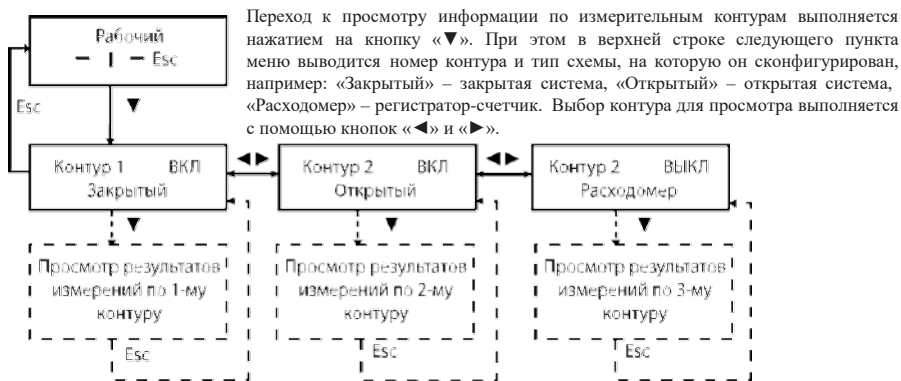 Переход к просмотру информации по измерительным контурам выполняется
нажатием на кнопку «▼». При этом в верхней строке следующего пункта
меню выводится номер контура и тип схемы, на которую он сконфигурирован,
например: «Закрытый» – закрытая система, «Открытый» – открытая система,
«Расходомер» – регистратор-счетчик. Выбор контура для просмотра выполняется
с помощью кнопок «◄» и «►».
Рабочий
— I — Esc
Esc
▼
◄►
◄►
Контур 1 ВКЛ
Закрытый
Контур 2 ВКЛ
Открытый
Контур 2 ВЫКЛ
Расходомер
▼
▼
▼
Просмотр результатов
измерений по 1-му
контуру
Просмотр результатов
измерений по 2-му
контуру
Просмотр результатов
измерений по 3-му
контуру
Esc
Esc
Esc